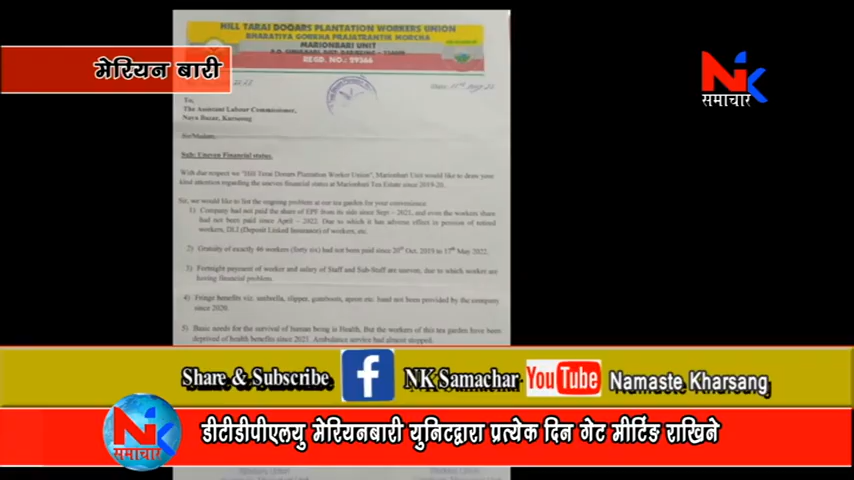 HILL TARAI DOOARS PLANTATION WORKERS UNION
BHARATIYA GORKHA PRAJATRANTIK MORCHA
MARIONBARI UNIT
REGD. NO.: 29266
मेरियन बारी
NK
समाचार
To,
The Assistant Labour Commissioner,
Naya Bazar, Kurseong
Sir/Madam,
Sub: Uneven Financial status.
With due respect we "Hill Tarai Dooars Plantation Worker Union", Marionbari Unit would like to draw your
kind attention regarding the uneven financial status at Marionbari Tea Estate since 2019-20.
Sir, we would like to list the ongoing problem at our tea garden for your convenience.
1) Company had not paid the share of EPF from its side since Sept – 2021, and even the workers share
had not been paid since April – 2022. Due to which it has adverse effect in pension of retired
workers, DLI (Deposit Linked Insurance) of workers, etc.
2) Gratuity of exactly 46 workers (forty six) had not been paid since 20th Oct, 2019 to 17th May 2022.
3) Fortnight payment of worker and salary of Staff and Sub-Staff are uneven, due to which worker are
having financial problem.
4) Fringe benefits viz. umbrella, slipper, gumboots, apron etc. hand not been provided by the company
since 2020.
5) Basic needs for the survival of human being is Health. But the workers of this tea garden have been
deprived of health benefits since 2021. Ambulance service had almost stopped.
Share & Subscribe
f
NK Samachar
YouTube
Namaste Kharsang
NK
समाचार
डीटीडीपीएलयु मेरियनबारी युनिटद्वारा प्रत्येक दिन गेट मीटिङ राखिने